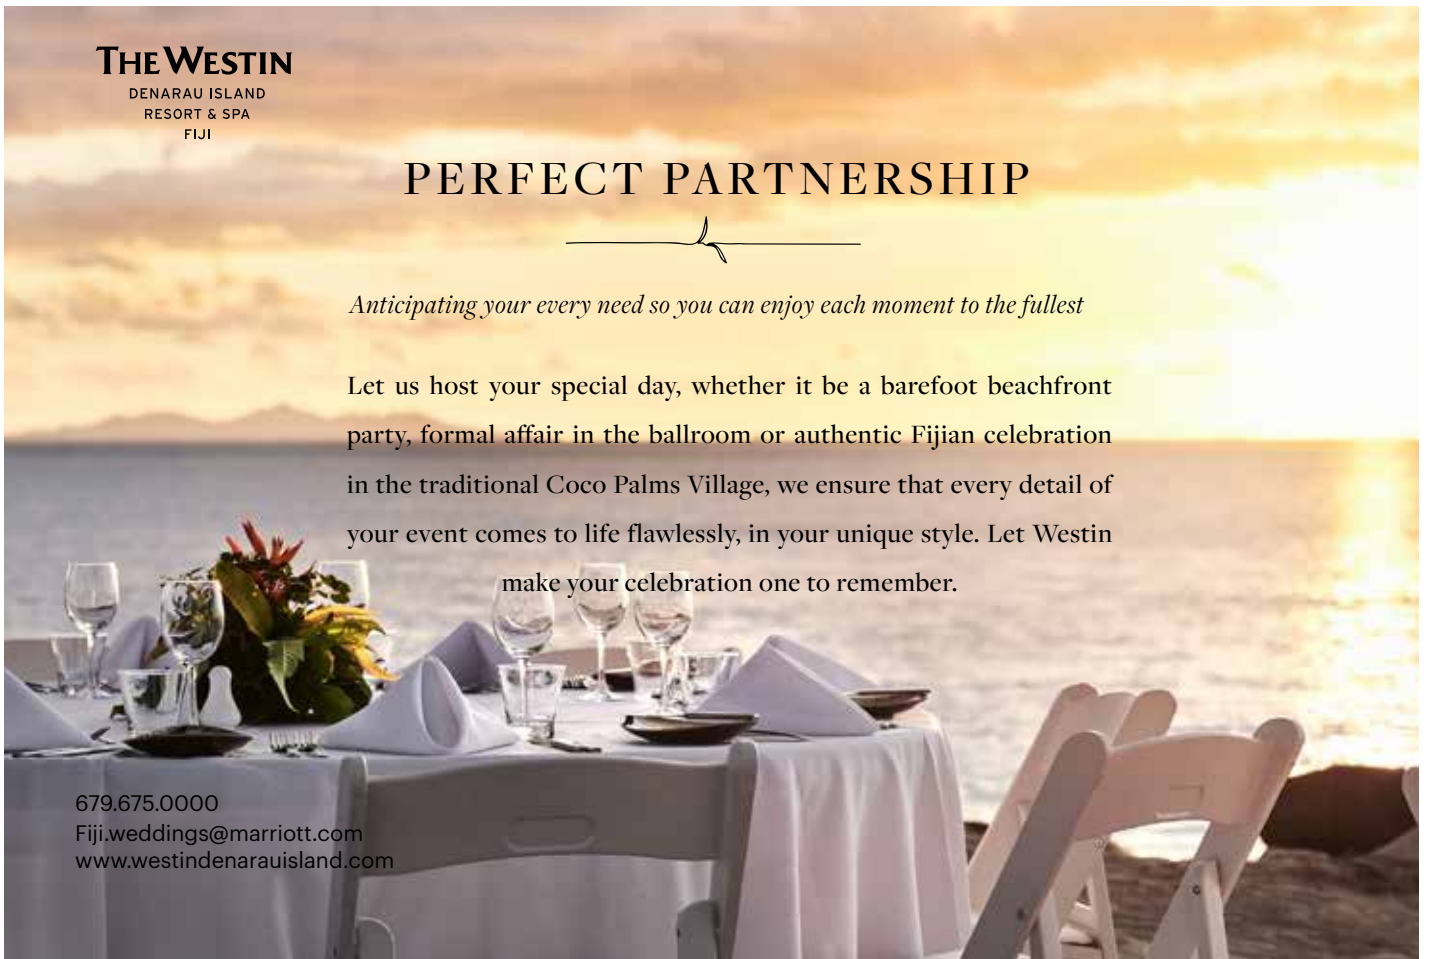 THE WESTIN
DENARAU ISLAND
RESORT & SPA
FIJI
PERFECT PARTNERSHIP
Anticipating your every need so you can enjoy each moment to the fullest
Let us host your special day, whether it be a barefoot beachfront
party, formal affair in the ballroom or authentic Fijian celebration
in the traditional Coco Palms Village, we ensure that every detail of
your event comes to life flawlessly, in your unique style. Let Westin
make your celebration one to remember.
679.675.0000
Fiji.weddings@marriott.com
www.westindenarauisland.com